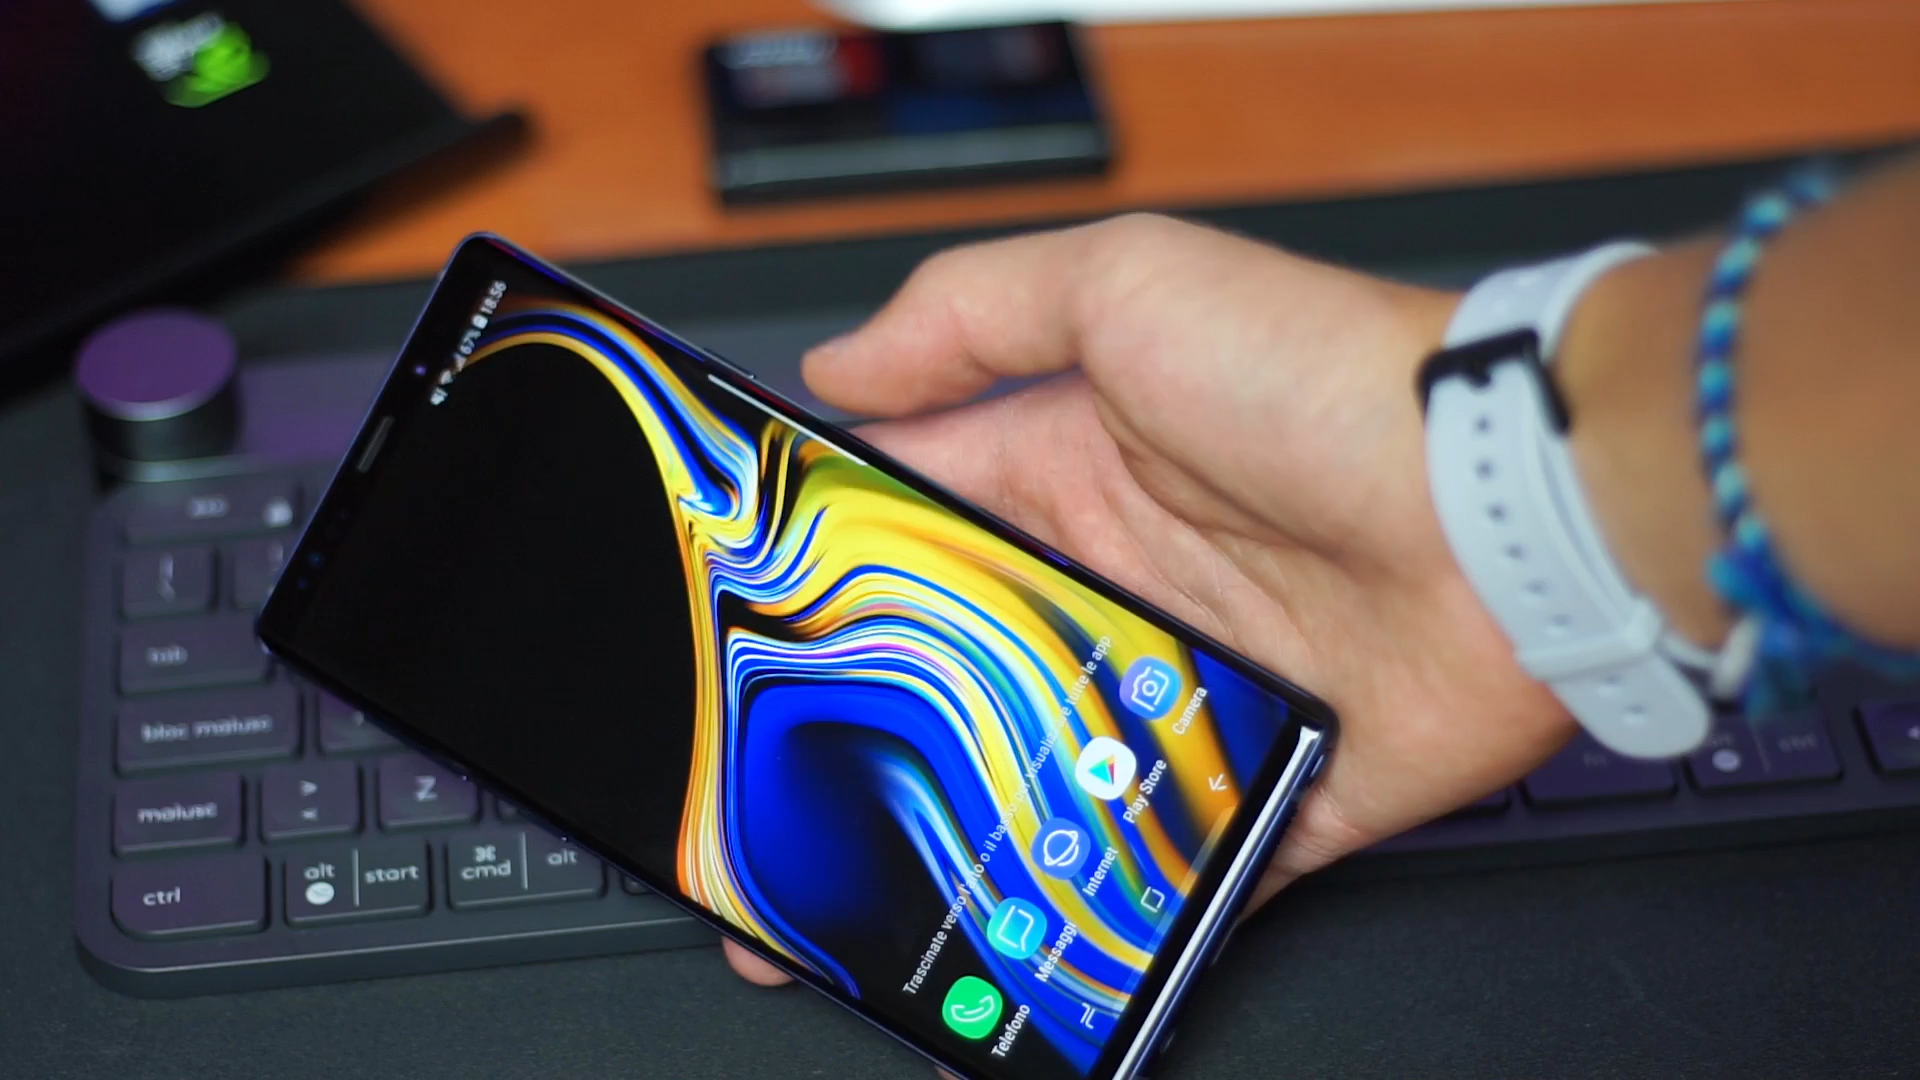 67% 18:56
Trascinate verso l'alto o il basso per visualizzare tutte le app
Telefono
Messaggi
Internet
Play Store
Camera
tab
bloc maiusc
maiusc
>
<
Z
ctrl
alt
start
⌘
cmd
alt